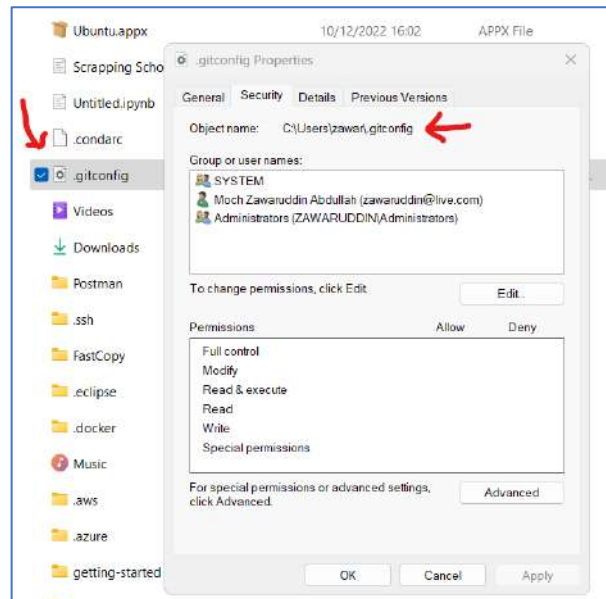 Ubuntu.appx 10/12/2022 16:02 APPX File
Scrapping Scho
Untitled.ipynb
.condarc
.gitconfig
Videos
Downloads
Postman
.ssh
FastCopy
.eclipse
.docker
Music
.aws
.azure
getting-started
.gitconfig Properties
General Security Details Previous Versions
Object name: C:\Users\zawar\.gitconfig
Group or user names:
SYSTEM
Moch Zawaruddin Abdullah (zawaruddin@live.com)
Administrators (ZAWARUDDIN\Administrators)
To change permissions, click Edit.
Edit..
Permissions Allow Deny
Full control
Modify
Read & execute
Read
Write
Special permissions
For special permissions or advanced settings,
click Advanced.
Advanced
OK Cancel Apply